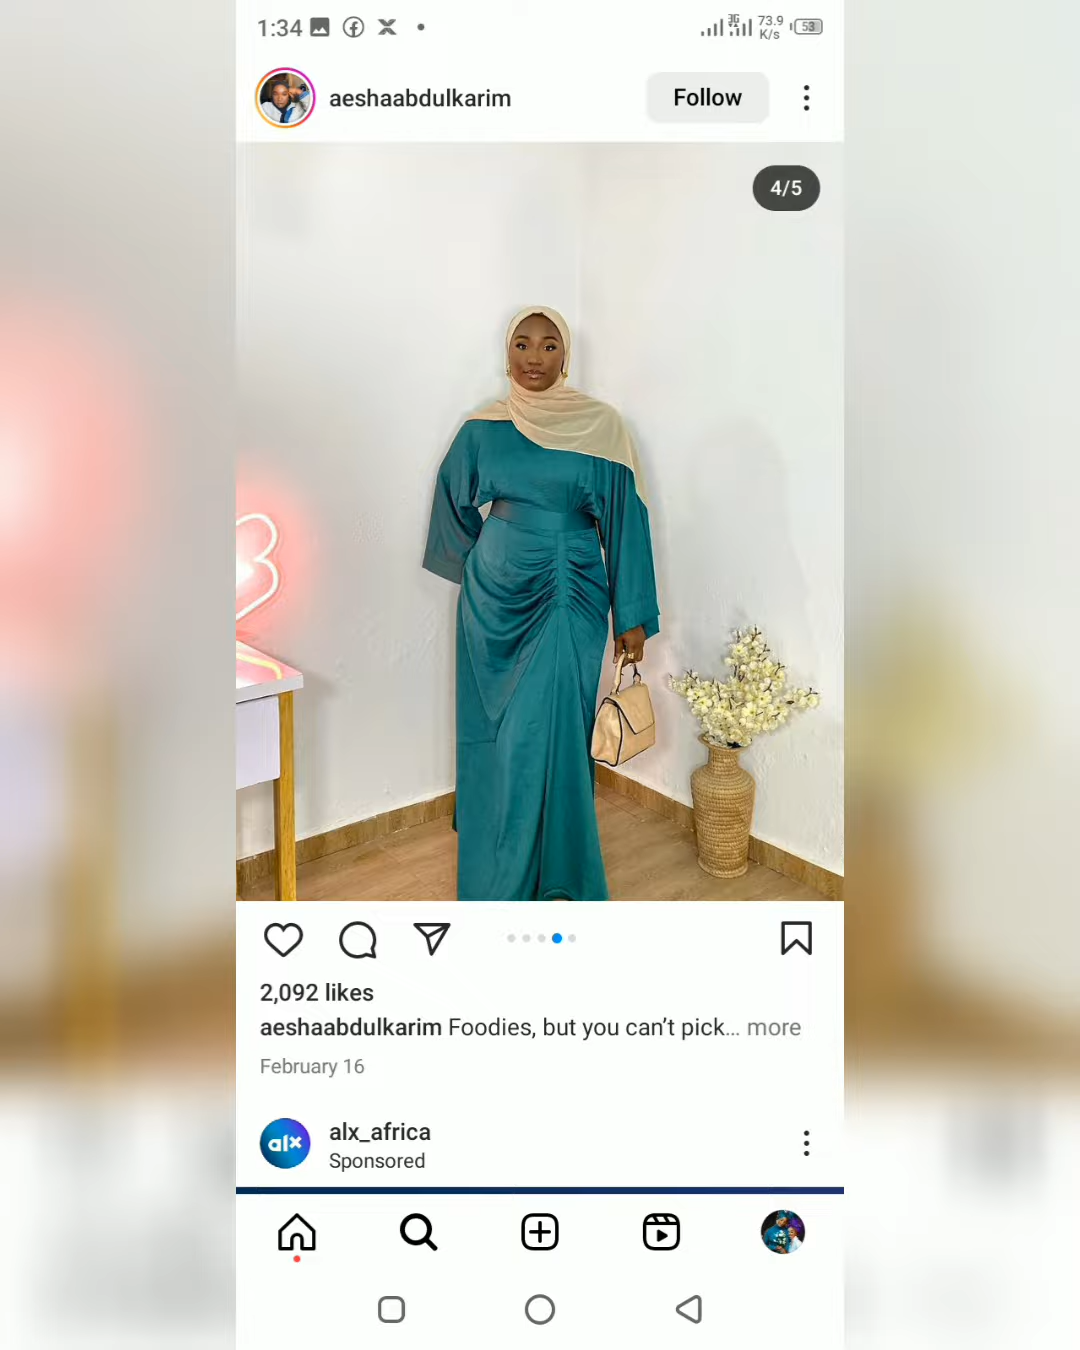 1:34
73.9
K/s
53
aeshaabdulkarim
Follow
4/5
2,092 likes
aeshaabdulkarim Foodies, but you can’t pick... more
February 16
alx
alx_africa
Sponsored